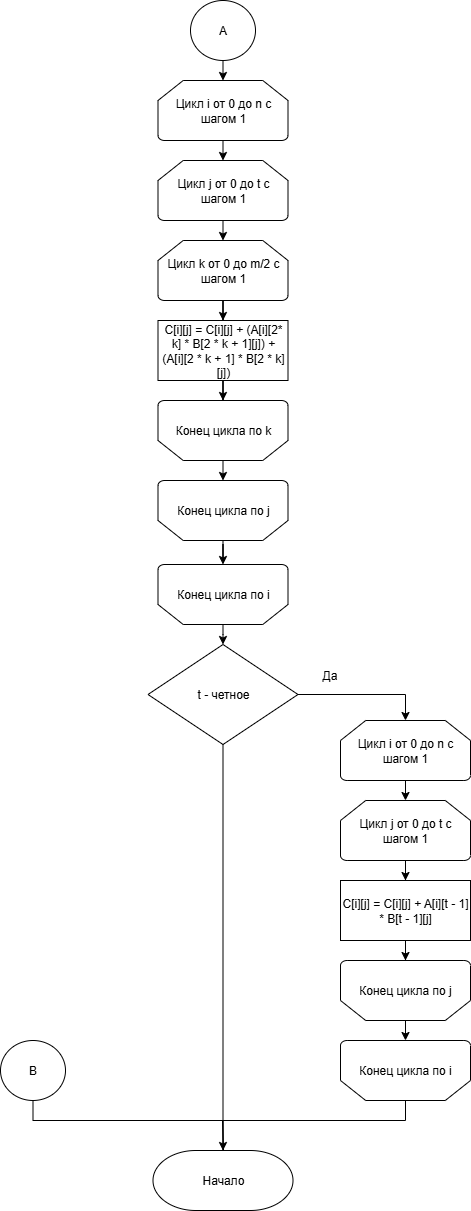 A
Цикл i от 0 до n с
шагом 1
Цикл j от 0 до t с
шагом 1
Цикл k от 0 до m/2 с
шагом 1
C[i][j] = C[i][j] + (A[i][2*
k] * B[2 * k + 1][j]) +
(A[i][2 * k + 1] * B[2 * k]
[j])
Конец цикла по k
Конец цикла по j
Конец цикла по i
t - четное
Да
Цикл i от 0 до n с
шагом 1
Цикл j от 0 до t с
шагом 1
C[i][j] = C[i][j] + A[i][t - 1]
* B[t - 1][j]
Конец цикла по j
Конец цикла по i
B
Начало